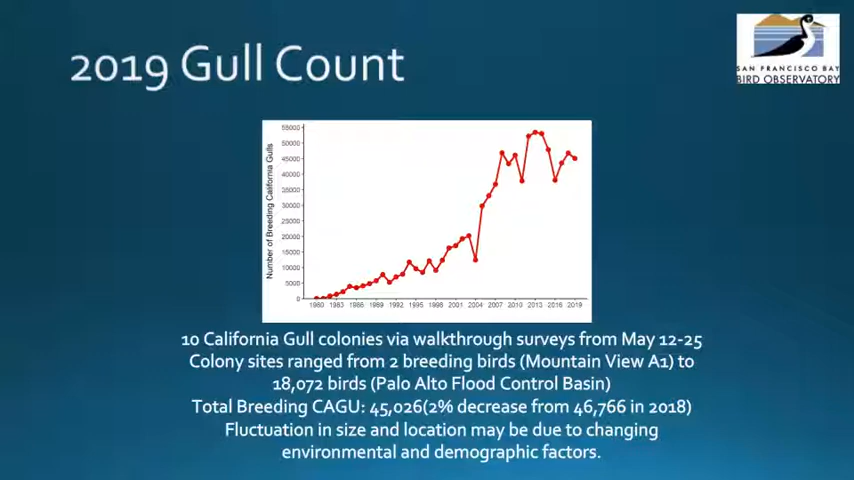 2019 Gull Count
SAN FRANCISCO BAY
BIRD OBSERVATORY
Number of Breeding California Gulls
55000
50000
45000
40000
35000
30000
25000
20000
15000
10000
5000
0
1980 1983 1986 1989 1992 1995 1998 2001 2004 2007 2010 2013 2016 2019
10 California Gull colonies via walkthrough surveys from May 12-25
Colony sites ranged from 2 breeding birds (Mountain View A1) to
18,072 birds (Palo Alto Flood Control Basin)
Total Breeding CAGU: 45,026(2% decrease from 46,766 in 2018)
Fluctuation in size and location may be due to changing
environmental and demographic factors.